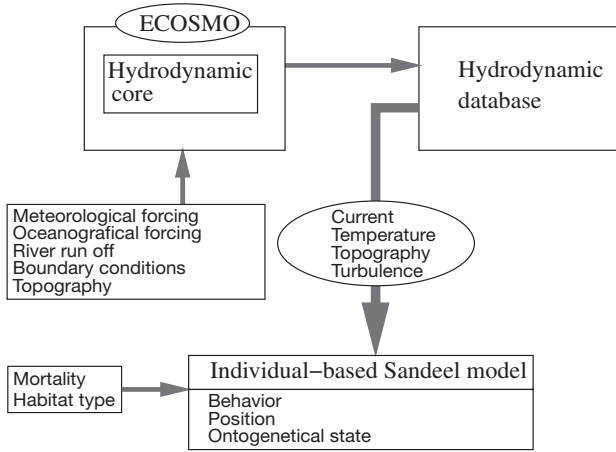 ECOSMO
Hydrodynamic
core
Hydrodynamic
database
Meteorological forcing
Oceanografical forcing
River run off
Boundary conditions
Topography
Current
Temperature
Topography
Turbulence
Mortality
Habitat type
Individual–based Sandeel model
Behavior
Position
Ontogenetical state